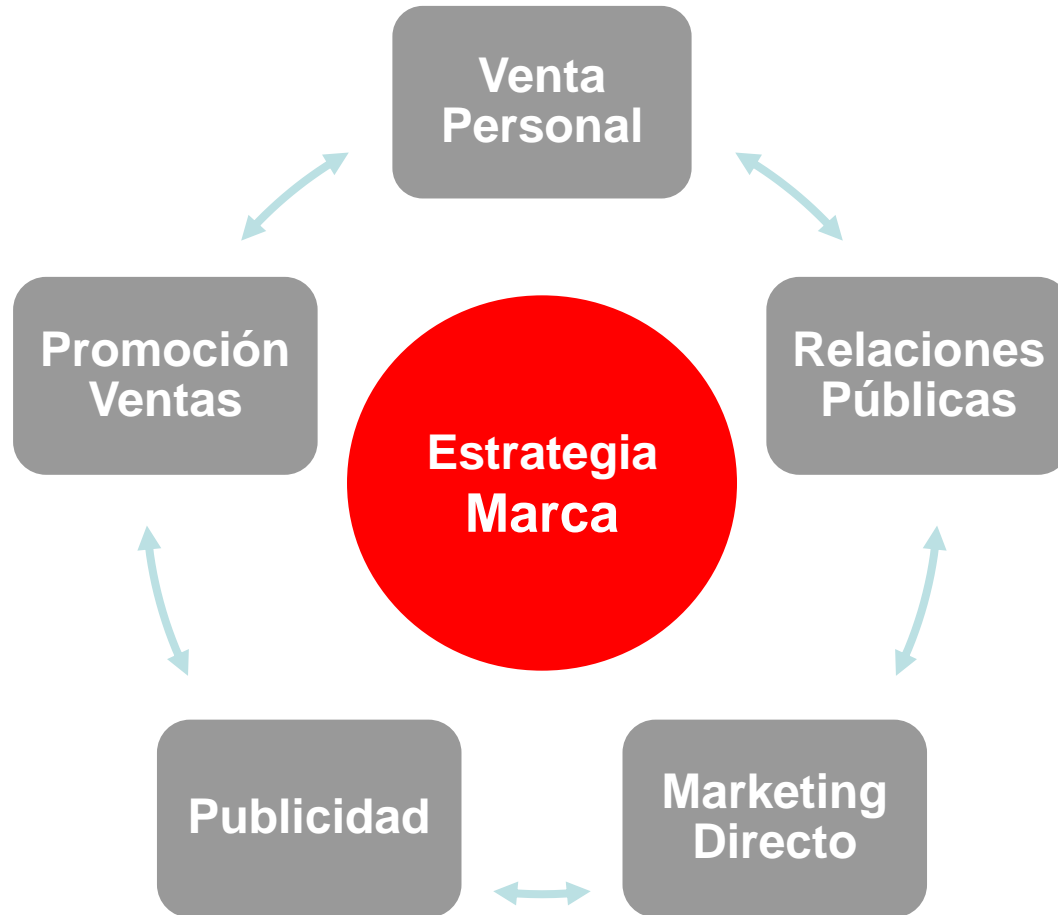 Venta
Personal
Promoción
Ventas
Relaciones
Públicas
Estrategia
Marca
Publicidad
Marketing
Directo